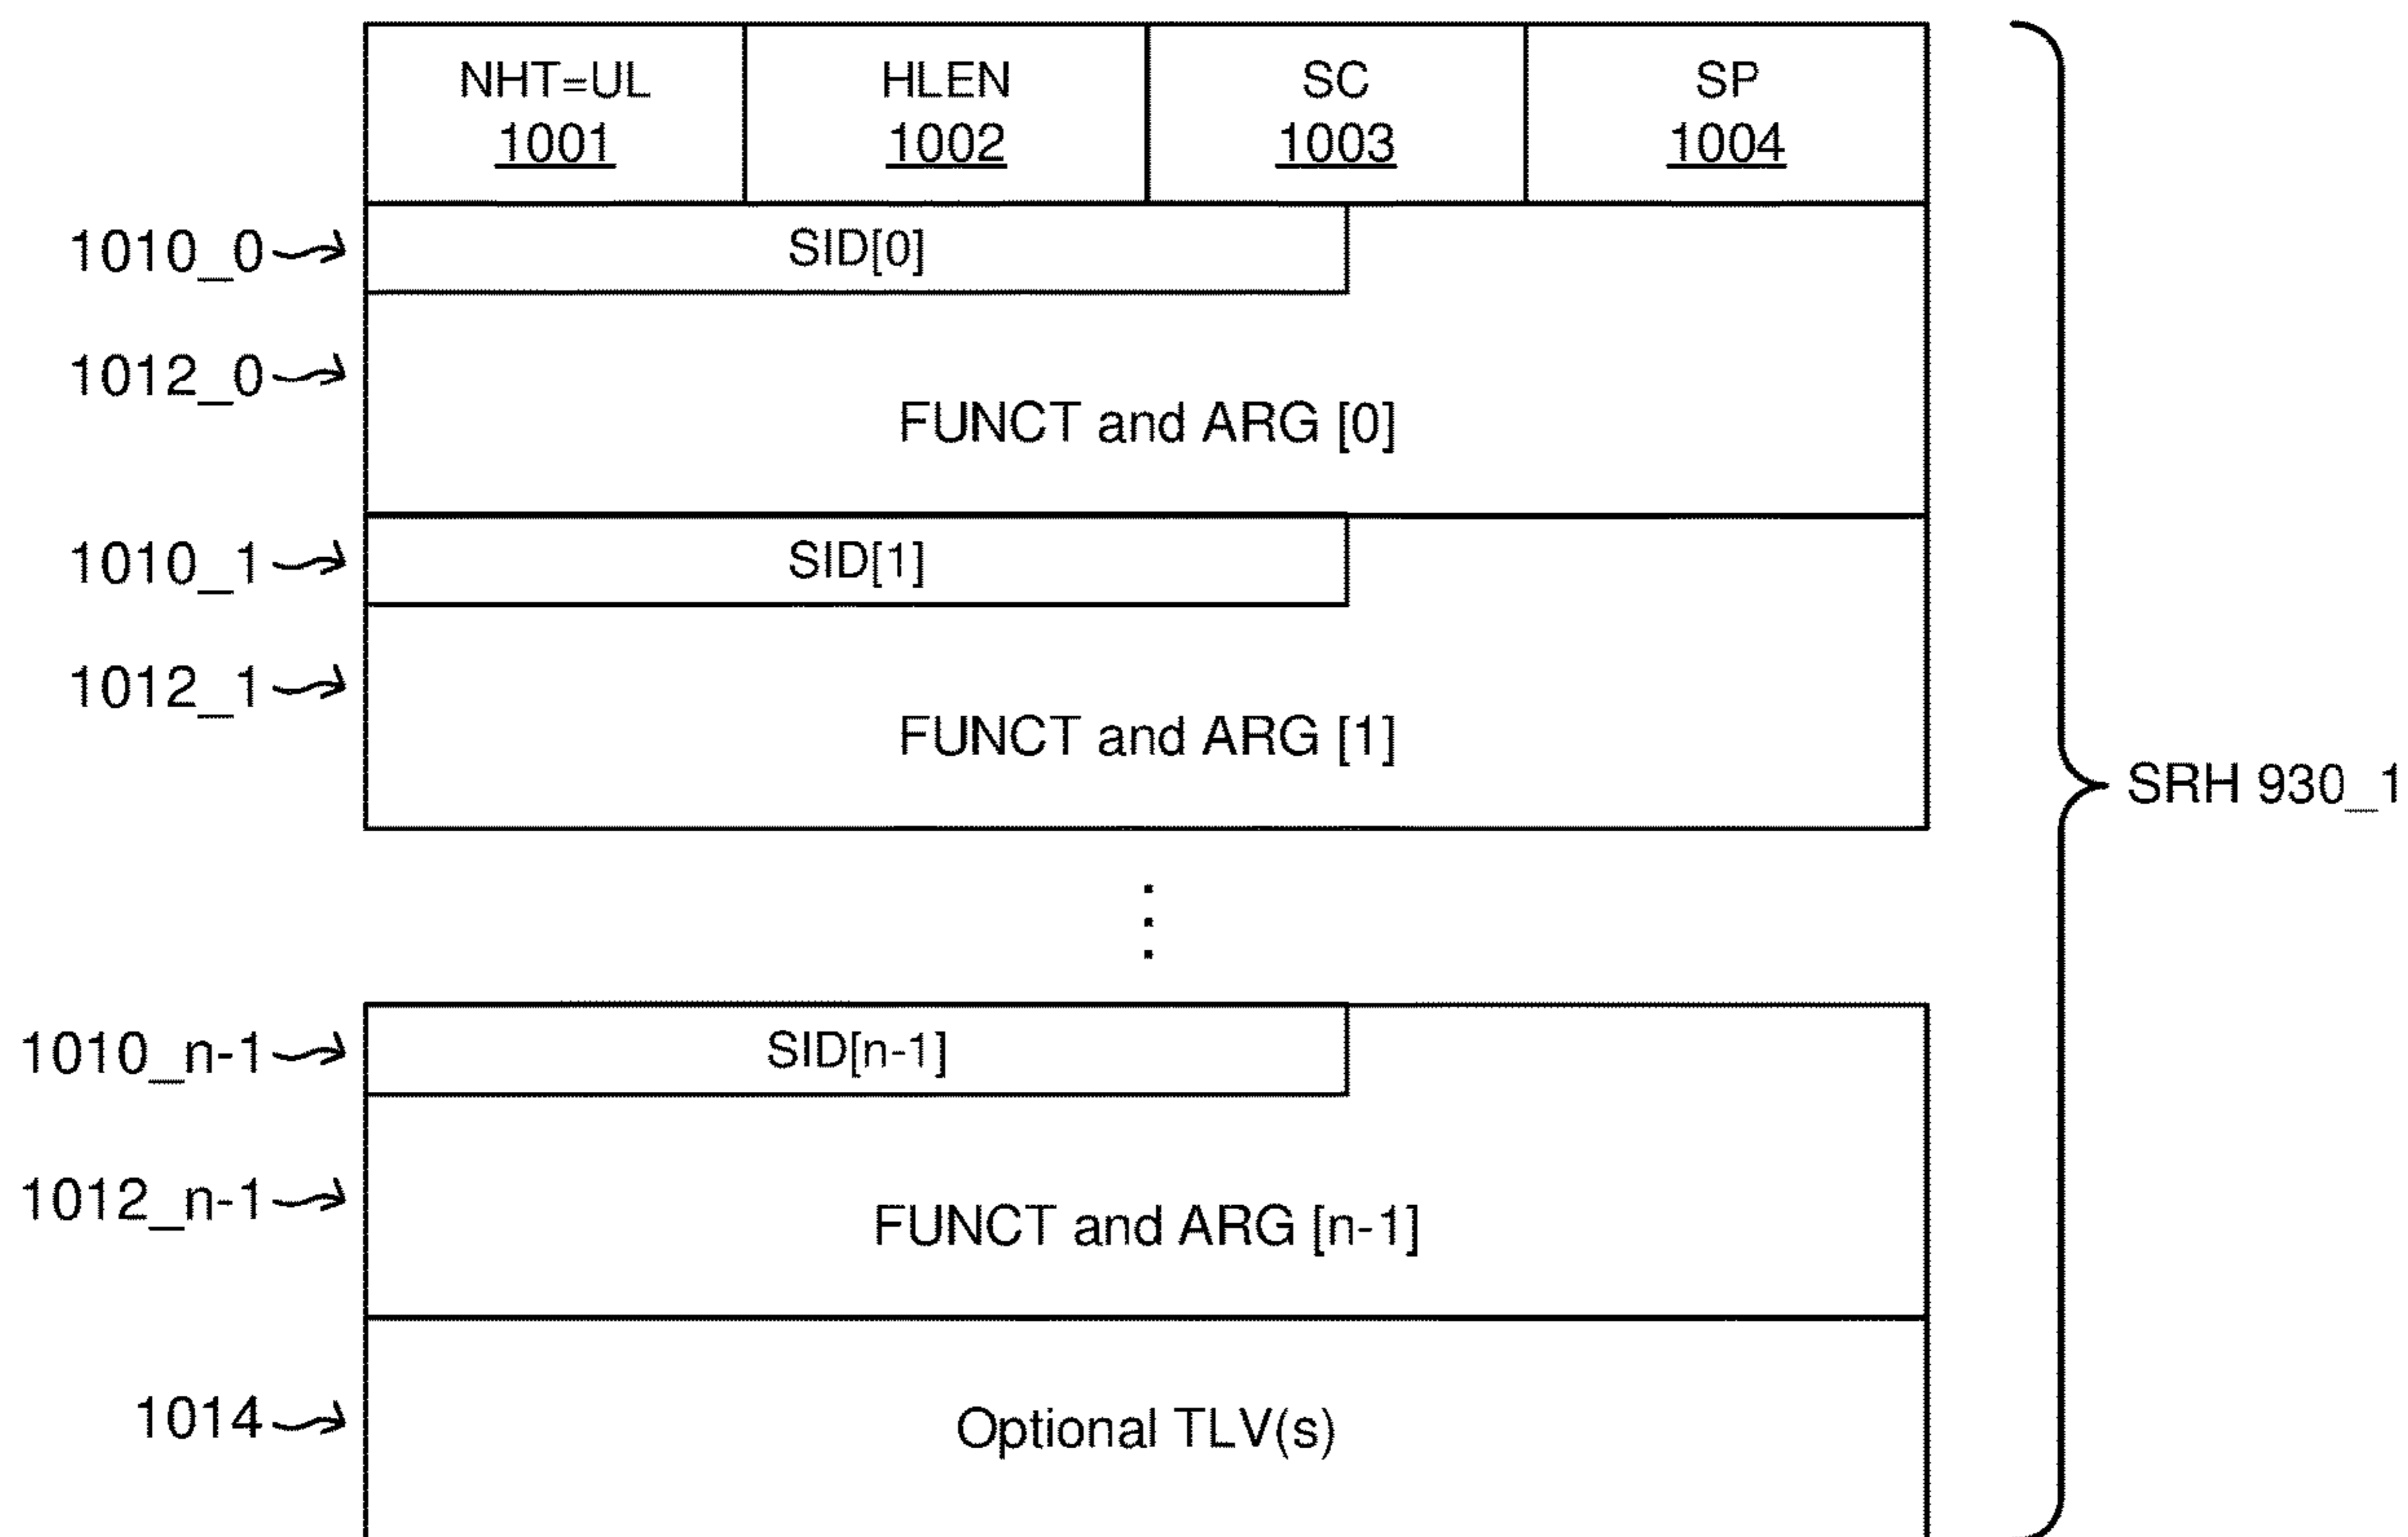 NHT=UL HLEN SC SP
1001 1002 1003 1004
1010_0 SID[0]
1012_0
FUNCT and ARG [0]
1010_1 SID[1]
1012_1
FUNCT and ARG [1]
SRH 930_1
1010_n-1 SID[n-1]
1012_n-1
FUNCT and ARG [n-1]
1014 Optional TLV(s)